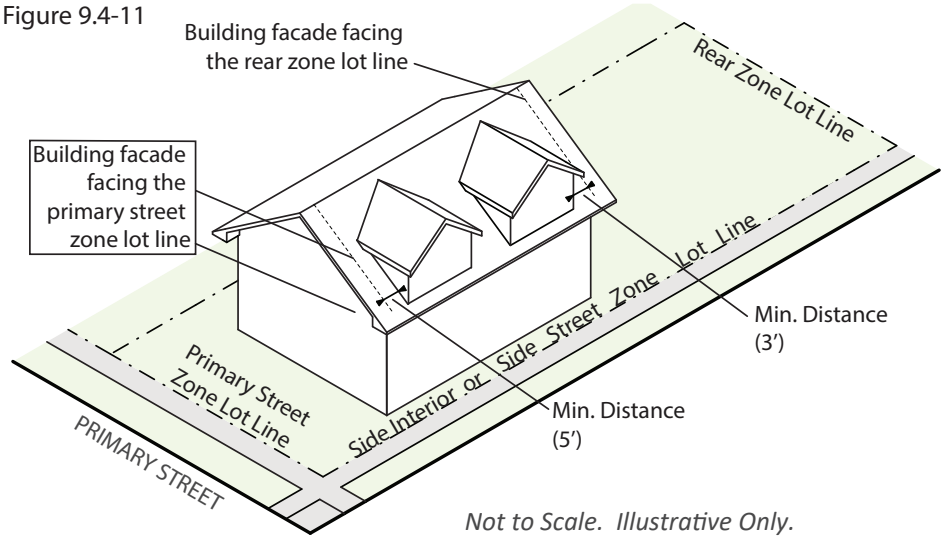 Figure 9.4-11
Building facade facing
the rear zone lot line
Rear Zone Lot Line
Building facade
facing the
primary street
zone lot line
Min. Distance
(3')
Primary Street
Zone Lot Line
Side Interior or Side Street Zone Lot Line
Min. Distance
(5')
PRIMARY STREET
Not to Scale. Illustrative Only.